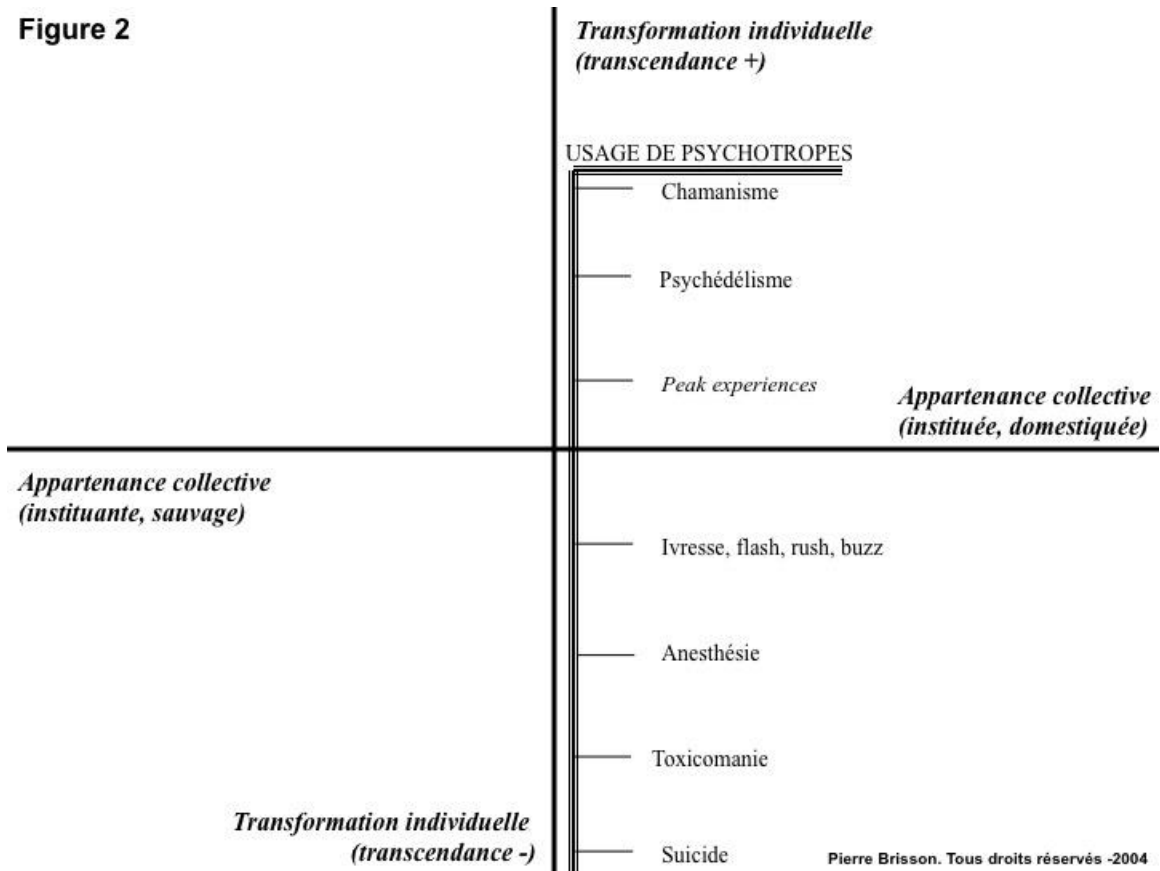 Figure 2
Transformation individuelle
(transcendance +)
USAGE DE PSYCHOTROPES
Chamanisme
Psychédélisme
Peak experiences
Appartenance collective
(instituée, domestiquée)
Appartenance collective
(instituante, sauvage)
Ivresse, flash, rush, buzz
Anesthésie
Toxicomanie
Transformation individuelle
(transcendance -)
Suicide
Pierre Brisson. Tous droits réservés -2004